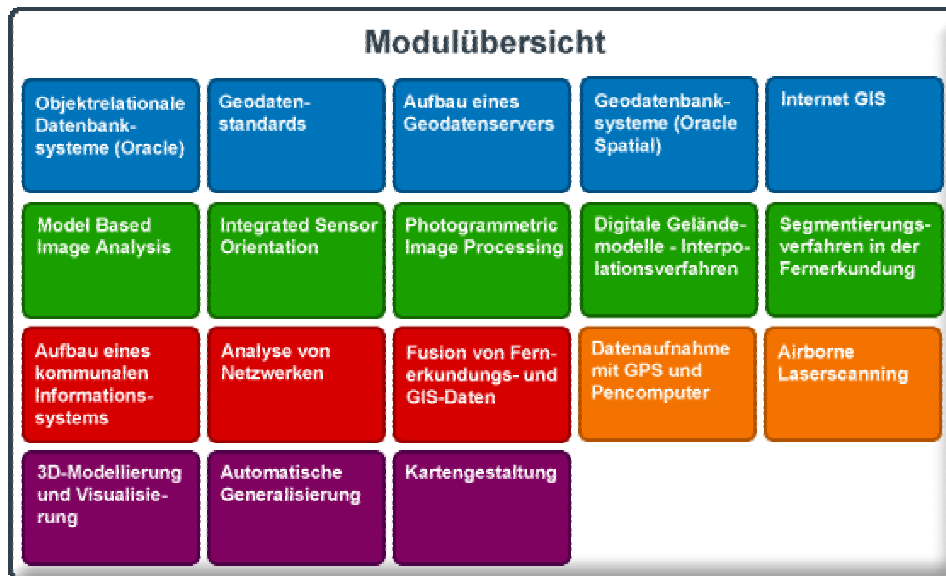 Modulübersicht
Objektrelationale
Datenbank-
systeme (Oracle)
Geodaten-
standards
Aufbau eines
Geodatenservers
Geodatenbank-
systeme (Oracle
Spatial)
Internet GIS
Model Based
Image Analysis
Integrated Sensor
Orientation
Photogrammetric
Image Processing
Digitale Gelände-
modelle - Interpo-
lationsverfahren
Segmentierungs-
verfahren in der
Fernerkundung
Aufbau eines
kommunalen
Informations-
systems
Analyse von
Netzwerken
Fusion von Fern-
erkundungs- und
GIS-Daten
Datenaufnahme
mit GPS und
Pencomputer
Airborne
Laserscanning
3D-Modellierung
und Visualisie-
rung
Automatische
Generalisierung
Kartengestaltung